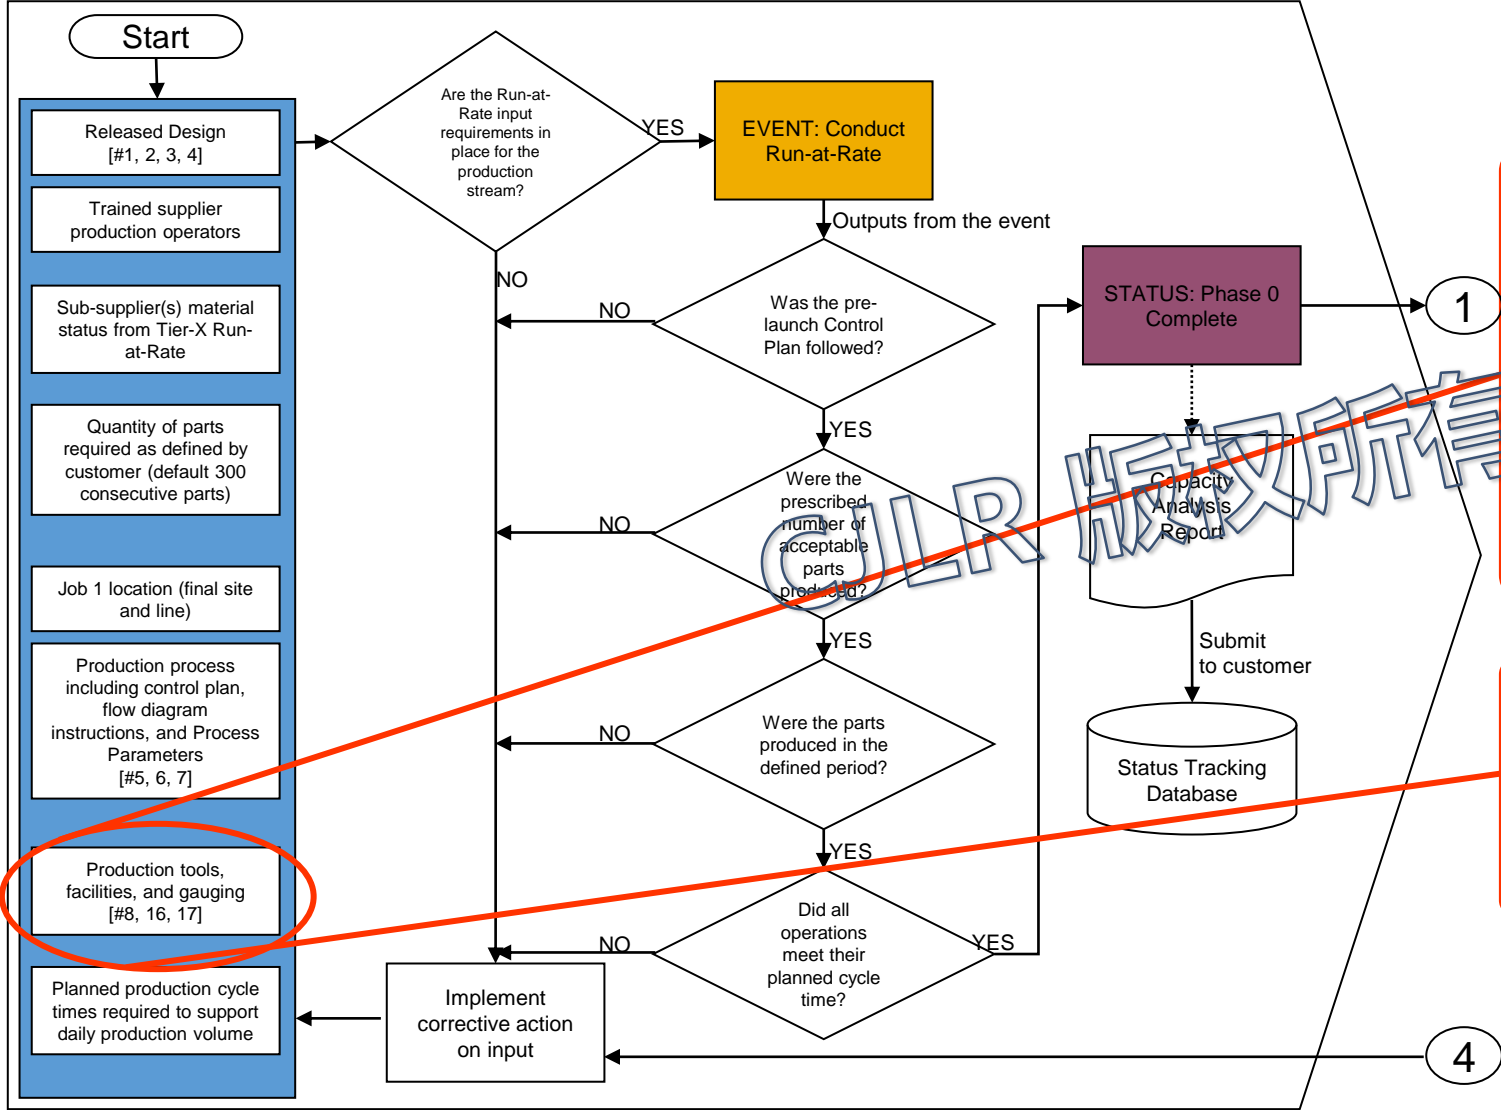 Start
Released Design
[#1, 2, 3, 4]
Trained supplier
production operators
Sub-supplier(s) material
status from Tier-X Run-
at-Rate
Quantity of parts
required as defined by
customer (default 300
consecutive parts)
Job 1 location (final site
and line)
Production process
including control plan,
flow diagram
instructions, and Process
Parameters
[#5, 6, 7]
Production tools,
facilities, and gauging
[#8, 16, 17]
Planned production cycle
times required to support
daily production volume
Are the Run-at-
Rate input
requirements in
place for the
production
stream?
YES
NO
EVENT: Conduct
Run-at-Rate
Outputs from the event
Was the pre-
launch Control
Plan followed?
NO
YES
Were the
prescribed
number of
acceptable
parts
produced?
NO
YES
Were the parts
produced in the
defined period?
NO
YES
Did all
operations
meet their
planned cycle
time?
NO
YES
Implement
corrective action
on input
STATUS: Phase 0
Complete
1
Capacity
Analysis
Report
Submit
to customer
Status Tracking
Database
4
CJLR 版权所有